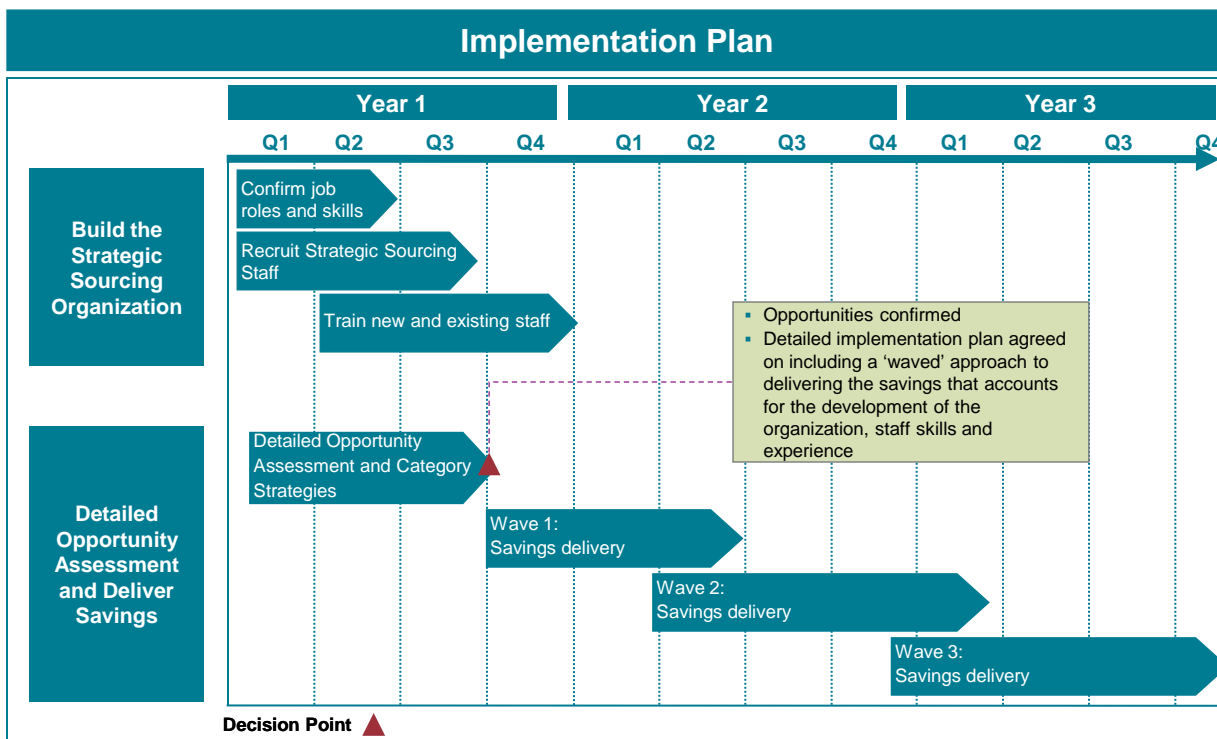 Implementation Plan
Year 1
Year 2
Year 3
Q1
Q2
Q3
Q4
Q1
Q2
Q3
Q4
Q1
Q2
Q3
Q4
Build the
Strategic
Sourcing
Organization
Confirm job
roles and skills
Recruit Strategic Sourcing
Staff
Train new and existing staff
▪ Opportunities confirmed
▪ Detailed implementation plan agreed
on including a ‘waved’ approach to
delivering the savings that accounts
for the development of the
organization, staff skills and
experience
Detailed
Opportunity
Assessment
and Deliver
Savings
Detailed Opportunity
Assessment and Category
Strategies
Wave 1:
Savings delivery
Wave 2:
Savings delivery
Wave 3:
Savings delivery
Decision Point